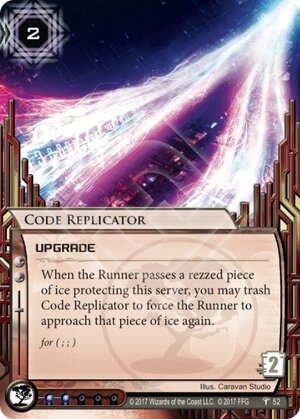 2
CODE REPLICATOR
UPGRADE
When the Runner passes a rezzed piece
of ice protecting this server, you may trash
Code Replicator to force the Runner to
approach that piece of ice again.
for ( ; ; )
2
Illus. Caravan Studio
© 2017 Wizards of the Coast LLC. © 2017 FFG
52